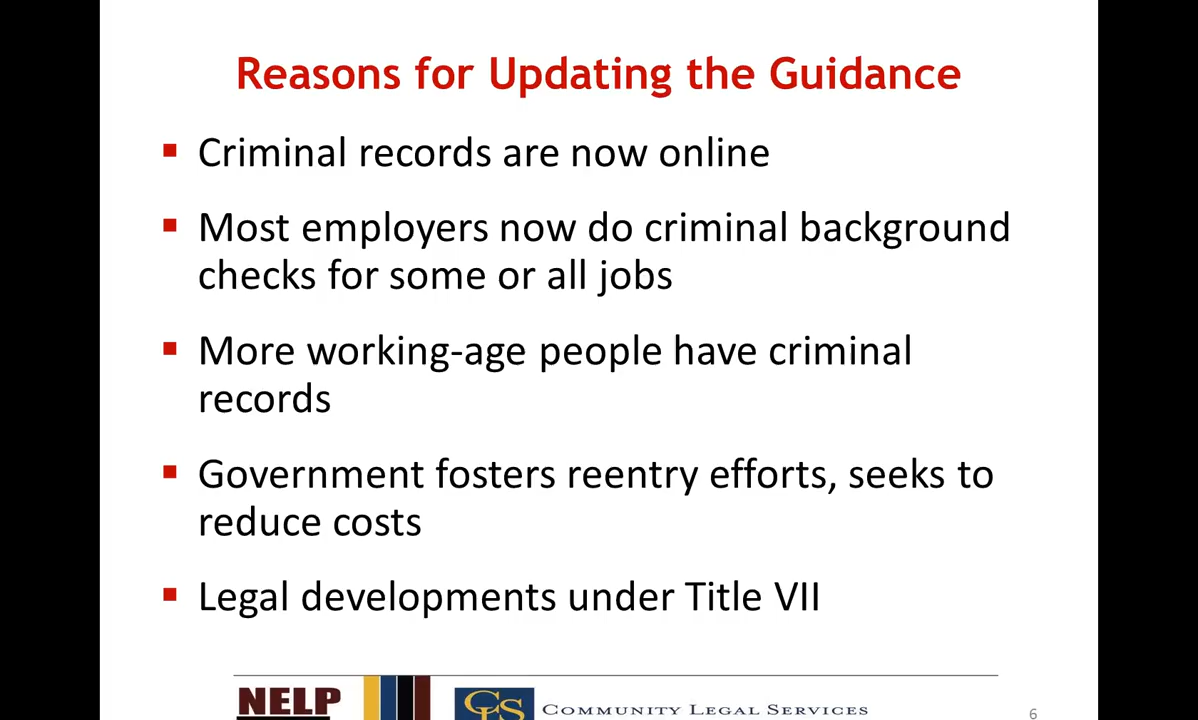 Reasons for Updating the Guidance
Criminal records are now online
Most employers now do criminal background
checks for some or all jobs
More working-age people have criminal
records
Government fosters reentry efforts, seeks to
reduce costs
Legal developments under Title VII
NELP
CLS COMMUNITY LEGAL SERVICES
6